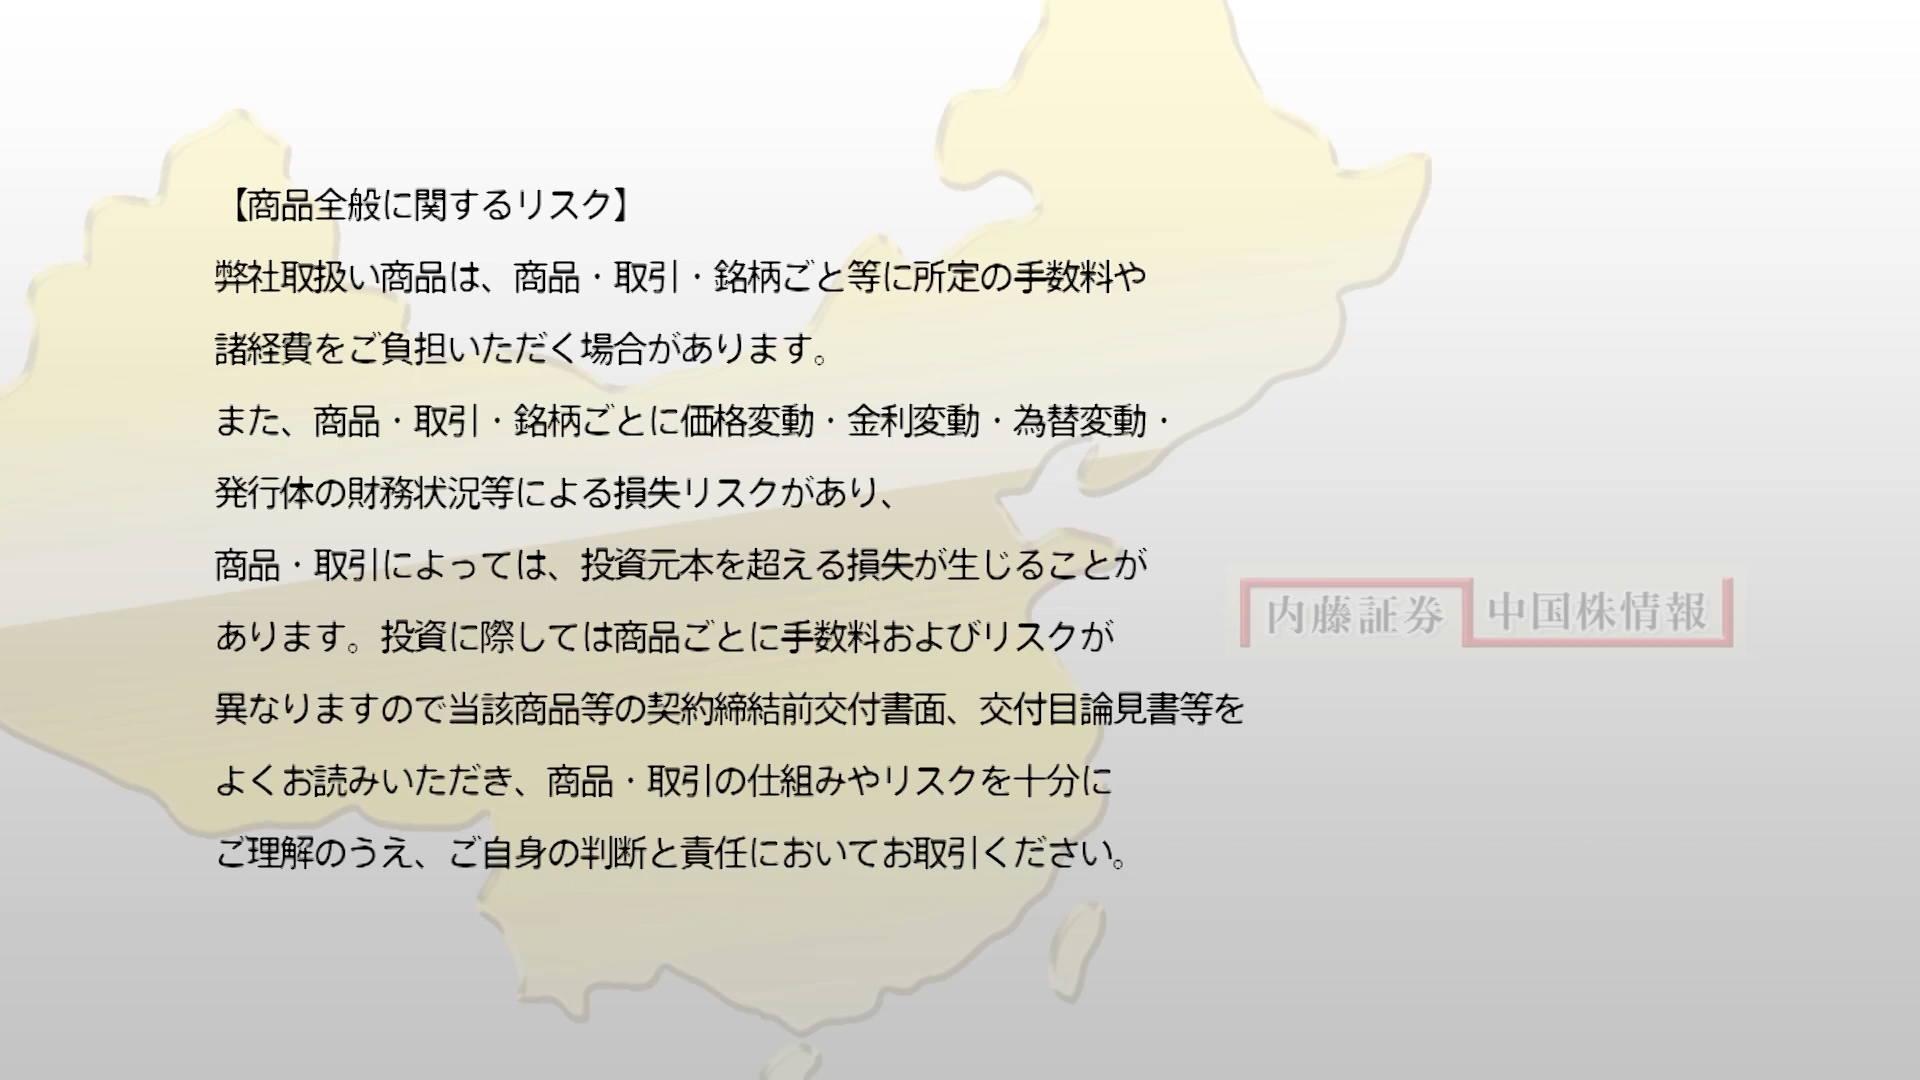 【商品全般に関するリスク】
弊社取扱い商品は、商品・取引・銘柄ごと等に所定の手数料や
諸経費をご負担いただく場合があります。
また、商品・取引・銘柄ごとに価格変動・金利変動・為替変動・
発行体の財務状況等による損失リスクがあり、
商品・取引によっては、投資元本を超える損失が生じることが
あります。投資に際しては商品ごとに手数料およびリスクが
異なりますので当該商品等の契約締結前交付書面、交付目論見書等を
よくお読みいただき、商品・取引の仕組みやリスクを十分に
ご理解のうえ、ご自身の判断と責任においてお取引ください。
内藤証券 中国株情報